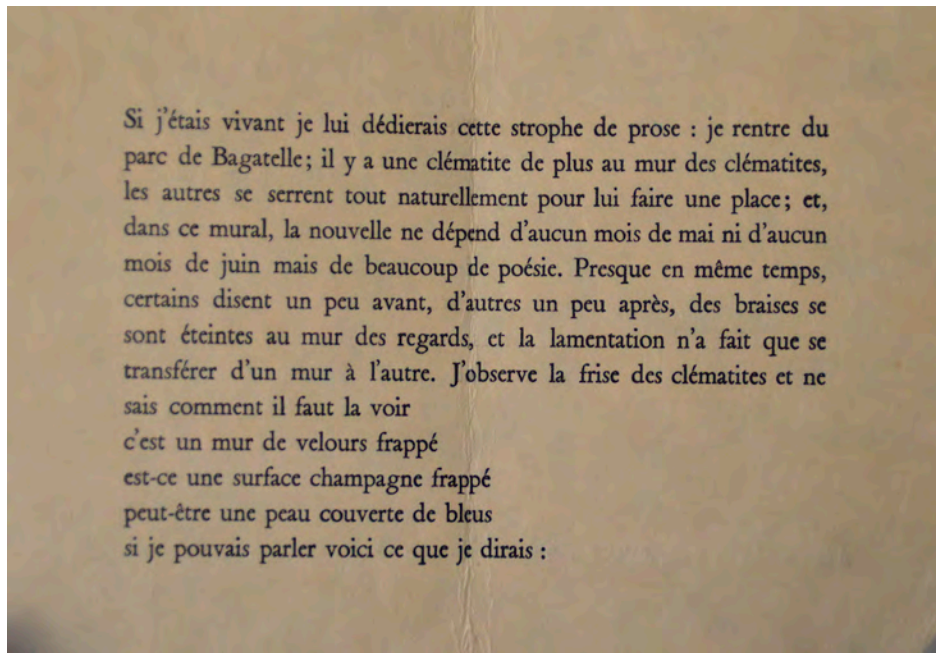 Si j'étais vivant je lui dédierais cette strophe de prose : je rentre du
parc de Bagatelle; il y a une clématite de plus au mur des clématites,
les autres se serrent tout naturellement pour lui faire une place; et,
dans ce mural, la nouvelle ne dépend d'aucun mois de mai ni d'aucun
mois de juin mais de beaucoup de poésie. Presque en même temps,
certains disent un peu avant, d'autres un peu après, des braises se
sont éteintes au mur des regards, et la lamentation n'a fait que se
transférer d'un mur à l'autre. J'observe la frise des clématites et ne
sais comment il faut la voir
c'est un mur de velours frappé
est-ce une surface champagne frappé
peut-être une peau couverte de bleus
si je pouvais parler voici ce que je dirais :